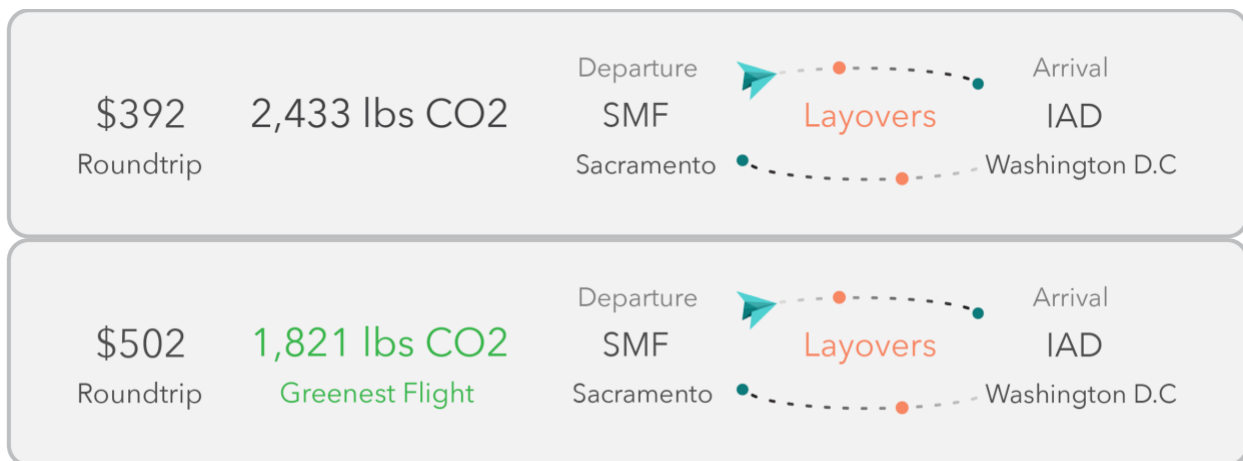 Departure Arrival
$392 2,433 lbs CO2 SMF Layovers IAD
Roundtrip Sacramento Washington D.C
Departure Arrival
$502 1,821 lbs CO2 SMF Layovers IAD
Roundtrip Greenest Flight Sacramento Washington D.C